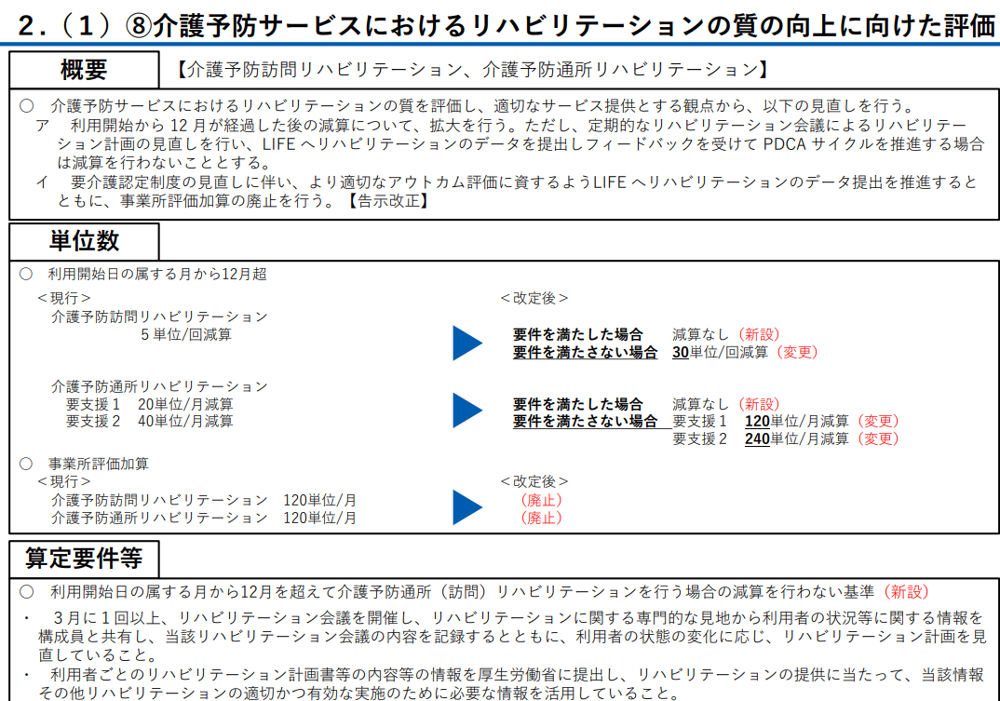 ２.（１）⑧介護予防サービスにおけるリハビリテーションの質の向上に向けた評価
概要
【介護予防訪問リハビリテーション、介護予防通所リハビリテーション】
○　介護予防サービスにおけるリハビリテーションの質を評価し、適切なサービス提供とする観点から、以下の見直しを行う。
ア　利用開始から 12 月が経過した後の減算について、拡大を行う。ただし、定期的なリハビリテーション会議によるリハビリテー
ション計画の見直しを行い、LIFE へリハビリテーションのデータを提出しフィードバックを受けて PDCA サイクルを推進する場合
は減算を行わないこととする。
イ　要介護認定制度の見直しに伴い、より適切なアウトカム評価に資するようLIFE へリハビリテーションのデータ提出を推進すると
ともに、事業所評価加算の廃止を行う。【告示改正】
単位数
○　利用開始日の属する月から12月超
＜現行＞
＜改定後＞
介護予防訪問リハビリテーション
５単位/回減算
要件を満たした場合　減算なし（新設）
要件を満たさない場合　30単位/回減算（変更）
介護予防通所リハビリテーション
要支援１　20単位/月減算
要件を満たした場合　減算なし（新設）
要支援２　40単位/月減算
要件を満たさない場合　要支援１　120単位/月減算（変更）
要支援２　240単位/月減算（変更）
○　事業所評価加算
＜現行＞
＜改定後＞
介護予防訪問リハビリテーション　120単位/月
（廃止）
介護予防通所リハビリテーション　120単位/月
（廃止）
算定要件等
○　利用開始日の属する月から12月を超えて介護予防通所（訪問）リハビリテーションを行う場合の減算を行わない基準（新設）
・　３月に１回以上、リハビリテーション会議を開催し、リハビリテーションに関する専門的な見地から利用者の状況等に関する情報を
構成員と共有し、当該リハビリテーション会議の内容を記録するとともに、利用者の状態の変化に応じ、リハビリテーション計画を見
直していること。
・　利用者ごとのリハビリテーション計画書等の内容等の情報を厚生労働省に提出し、リハビリテーションの提供に当たって、当該情報
その他リハビリテーションの適切かつ有効な実施のために必要な情報を活用していること。